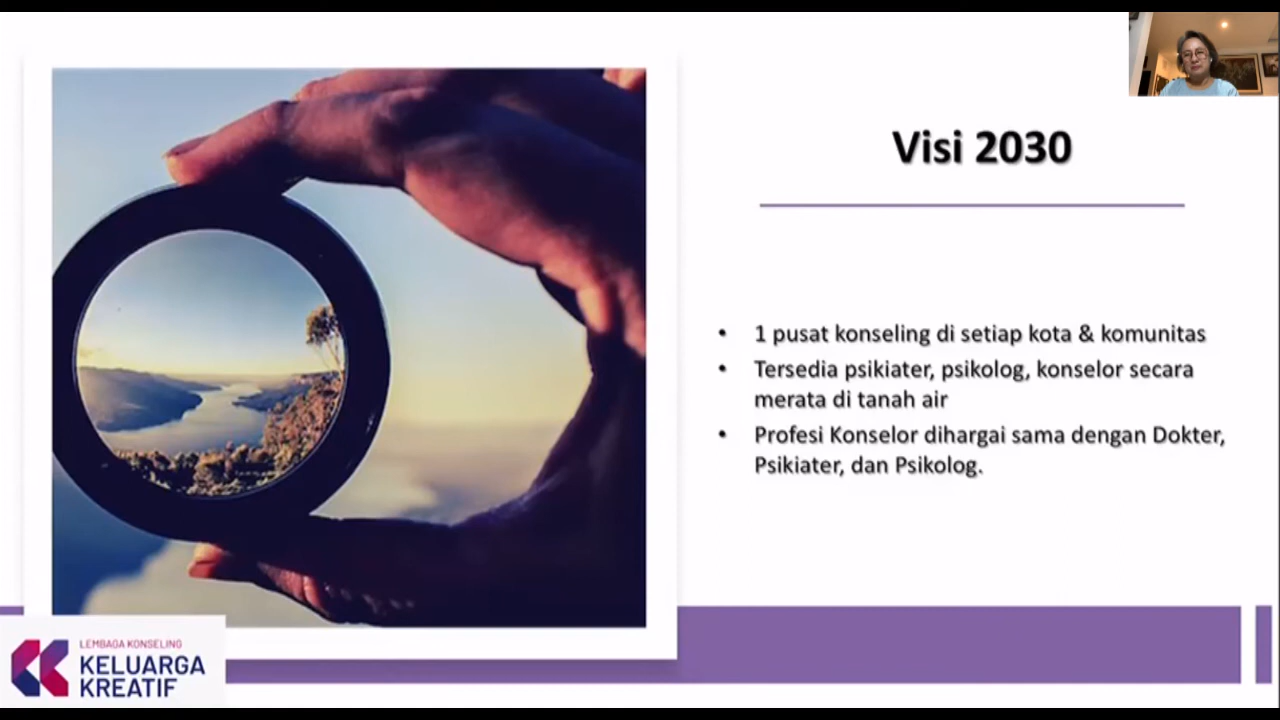 Visi 2030
• 1 pusat konseling di setiap kota & komunitas
• Tersedia psikiater, psikolog, konselor secara
merata di tanah air
• Profesi Konselor dihargai sama dengan Dokter,
Psikiater, dan Psikolog.
LEMBAGA KONSELING
KELUARGA
KREATIF